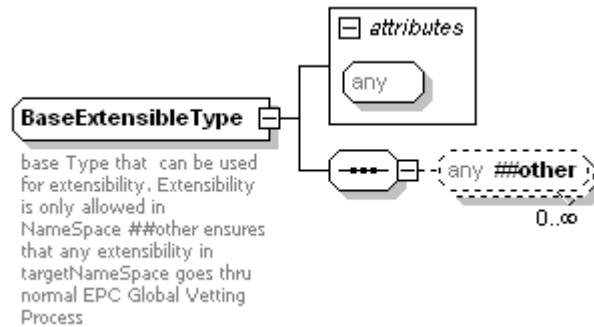 attributes
any
BaseExtensibleType
any ##other
0..∞
base Type that can be used
for extensibility. Extensibility
is only allowed in
NameSpace ##other ensures
that any extensibility in
targetNameSpace goes thru
normal EPC Global Vetting
Process